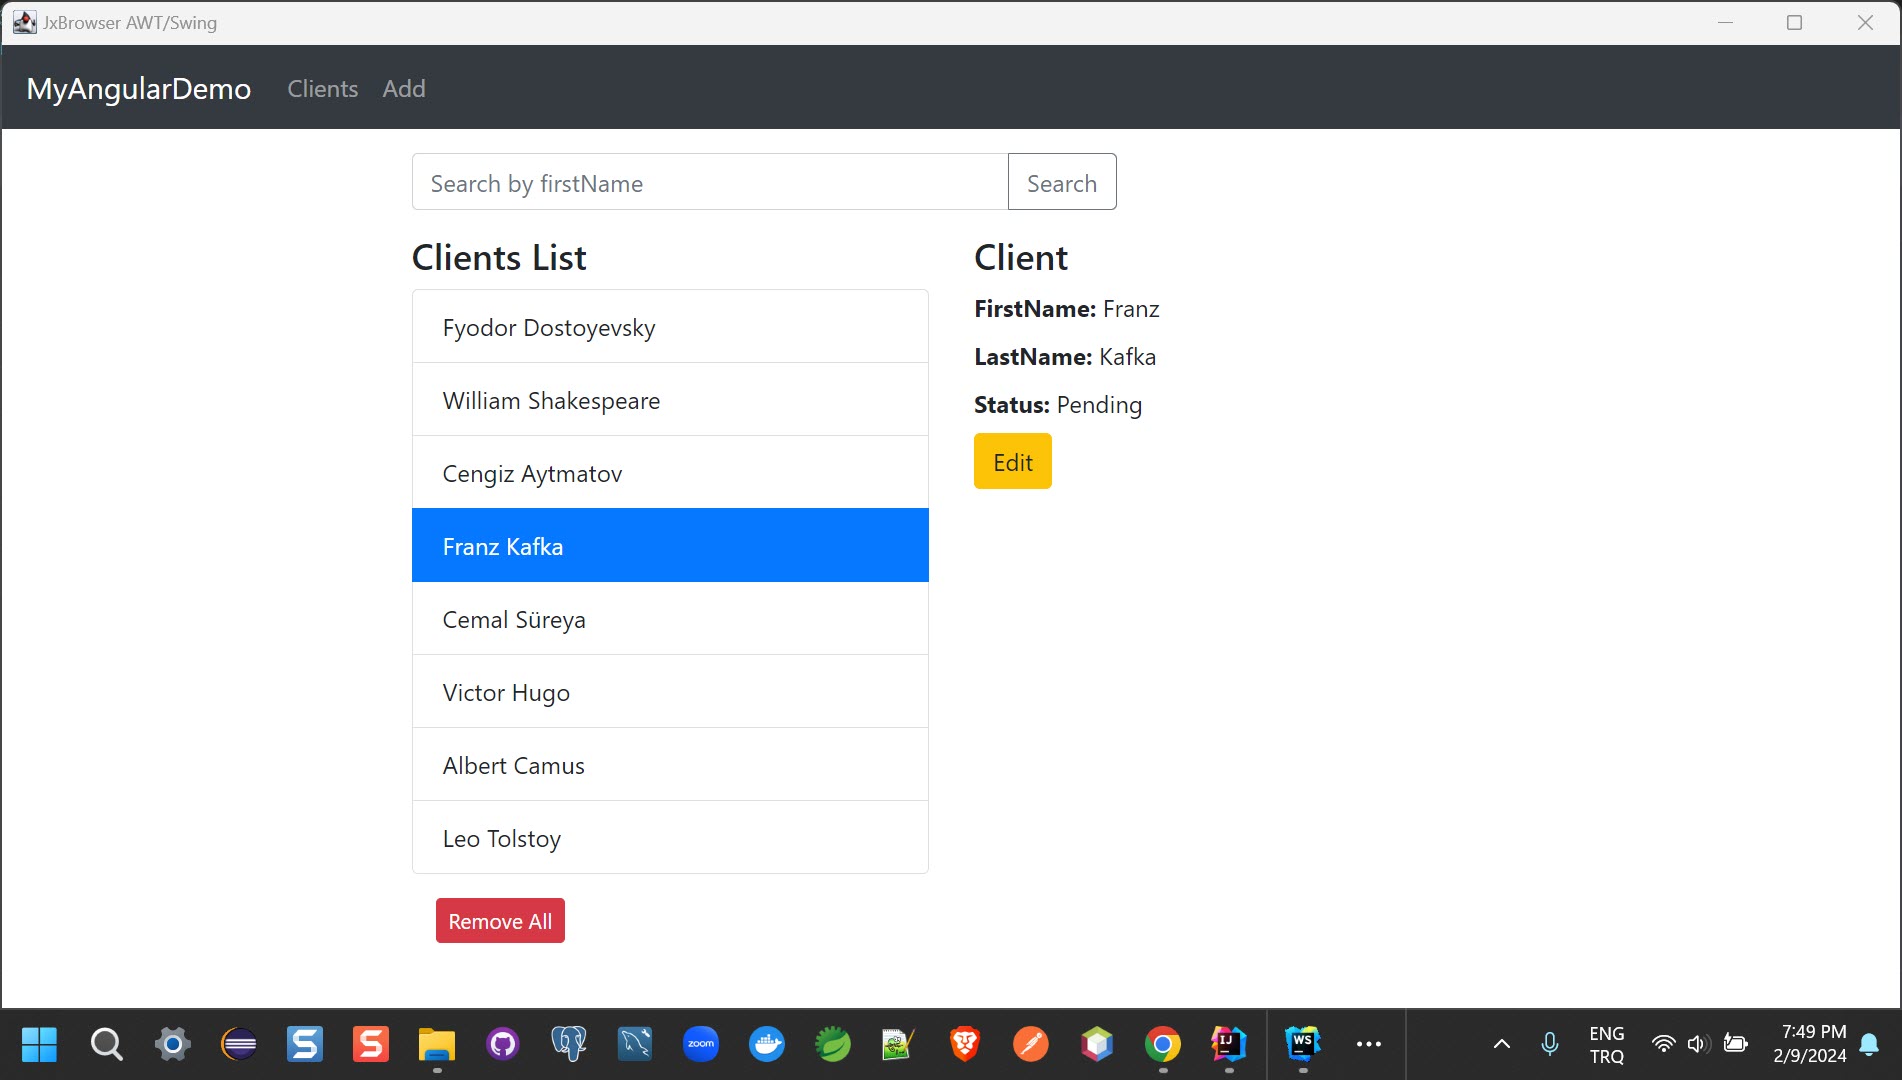 JxBrowser AWT/Swing
MyAngularDemo Clients Add
Search by firstName Search
Clients List
Fyodor Dostoyevsky
William Shakespeare
Cengiz Aytmatov
Franz Kafka
Cemal Süreya
Victor Hugo
Albert Camus
Leo Tolstoy
Remove All
Client
FirstName: Franz
LastName: Kafka
Status: Pending
Edit
S
S
zoom
IJ
WS
ENG
TRQ
7:49 PM
2/9/2024